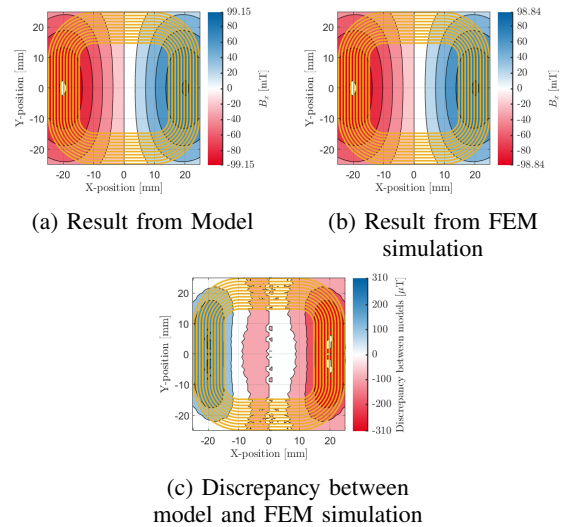 99.15
80
60
40
20
0
-20
-40
-60
-80
-99.15
B_x [mT]
20
10
0
-10
-20
Y-position [mm]
-20 -10 0 10 20
X-position [mm]
98.84
80
60
40
20
0
-20
-40
-60
-80
-98.84
B_x [mT]
20
10
0
-10
-20
Y-position [mm]
-20 -10 0 10 20
X-position [mm]
(a) Result from Model
(b) Result from FEM
simulation
310
200
100
0
-100
-200
-310
Discrepancy between models [μT]
20
10
0
-10
-20
Y-position [mm]
-20 -10 0 10 20
X-position [mm]
(c) Discrepancy between
model and FEM simulation